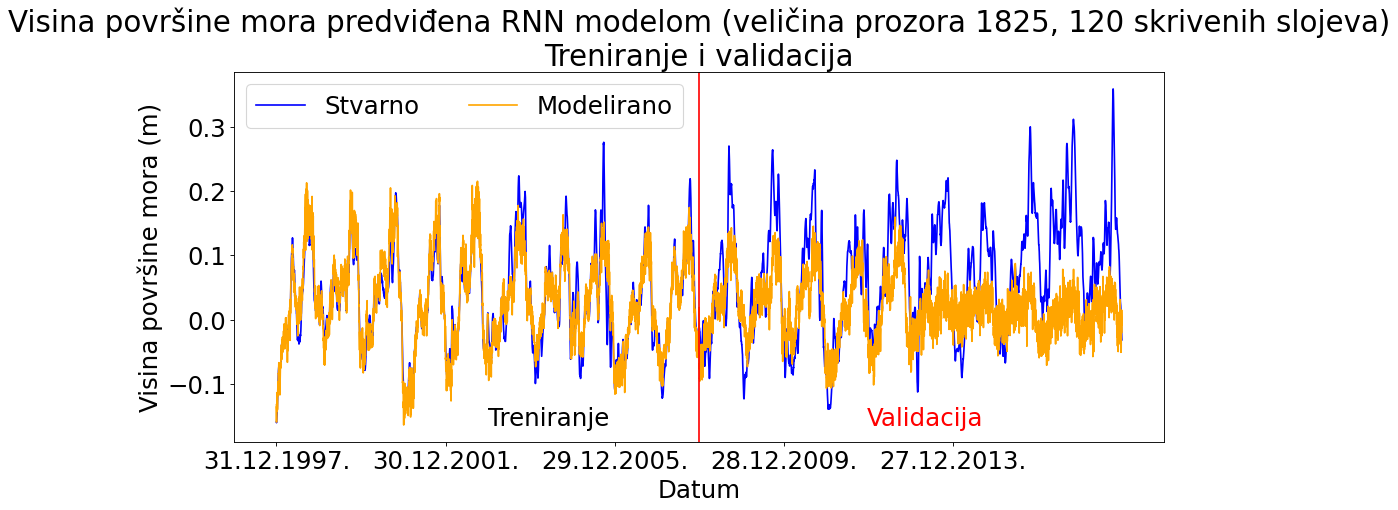 Visina površine mora predviđena RNN modelom (veličina prozora 1825, 120 skrivenih slojeva)
Treniranje i validacija
Stvarno
Modelirano
Visina površine mora (m)
0.3
0.2
0.1
0.0
−0.1
Treniranje
Validacija
31.12.1997.
30.12.2001.
29.12.2005.
28.12.2009.
27.12.2013.
Datum